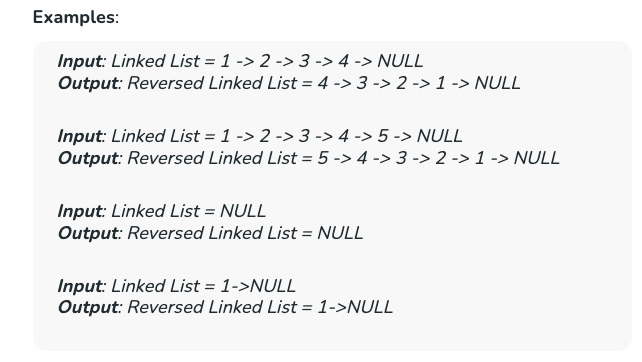 Examples:
Input: Linked List = 1 -> 2 -> 3 -> 4 -> NULL
Output: Reversed Linked List = 4 -> 3 -> 2 -> 1 -> NULL
Input: Linked List = 1 -> 2 -> 3 -> 4 -> 5 -> NULL
Output: Reversed Linked List = 5 -> 4 -> 3 -> 2 -> 1 -> NULL
Input: Linked List = NULL
Output: Reversed Linked List = NULL
Input: Linked List = 1->NULL
Output: Reversed Linked List = 1->NULL